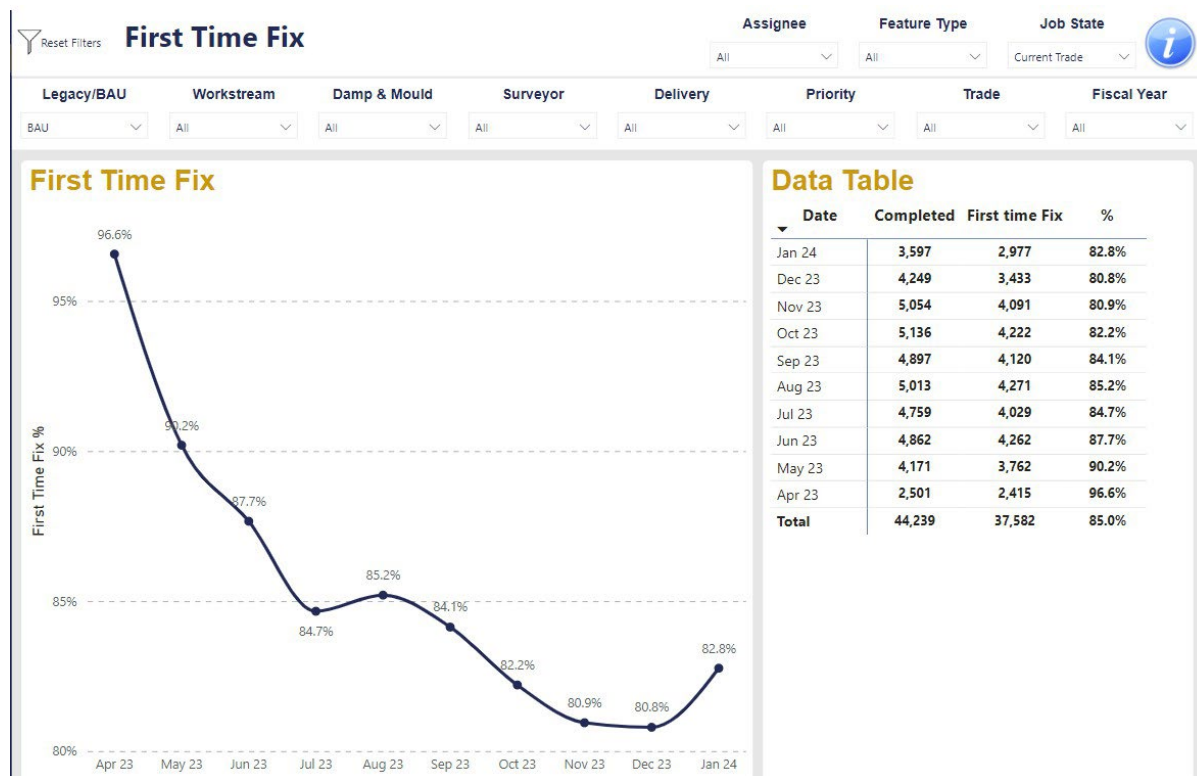 Reset Filters First Time Fix
Assignee Feature Type Job State
All All Current Trade
i
Legacy/BAU Workstream Damp & Mould Surveyor Delivery Priority Trade Fiscal Year
BAU All All All All All All All
First Time Fix
96.6%
95%
90.2%
90%
87.7%
85.2%
85%
84.7%
84.1%
82.2%
80.9%
80.8%
82.8%
80%
First Time Fix %
Apr 23 May 23 Jun 23 Jul 23 Aug 23 Sep 23 Oct 23 Nov 23 Dec 23 Jan 24
Data Table
Date Completed First time Fix %
Jan 24 3,597 2,977 82.8%
Dec 23 4,249 3,433 80.8%
Nov 23 5,054 4,091 80.9%
Oct 23 5,136 4,222 82.2%
Sep 23 4,897 4,120 84.1%
Aug 23 5,013 4,271 85.2%
Jul 23 4,759 4,029 84.7%
Jun 23 4,862 4,262 87.7%
May 23 4,171 3,762 90.2%
Apr 23 2,501 2,415 96.6%
Total 44,239 37,582 85.0%